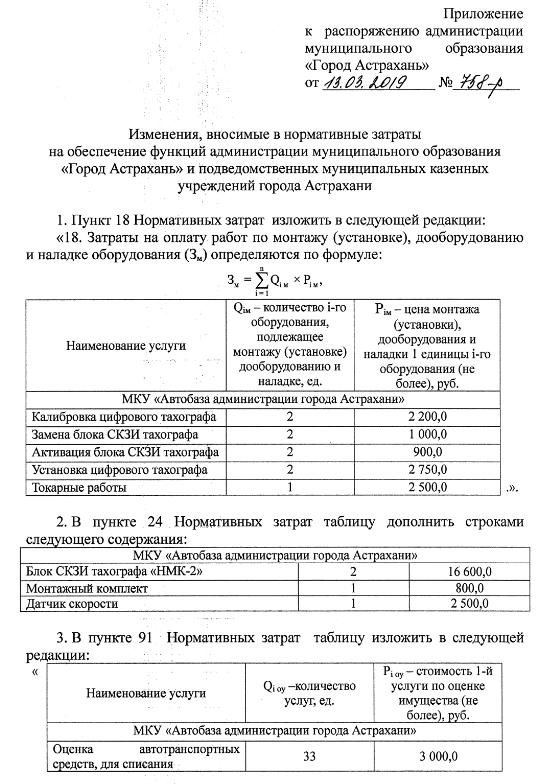 Приложение
к распоряжению администрации
муниципального образования
«Город Астрахань»
от 13.03.2019 № 758-р
Изменения, вносимые в нормативные затраты
на обеспечение функций администрации муниципального образования
«Город Астрахань» и подведомственных муниципальных казенных
учреждений города Астрахани
1. Пункт 18 Нормативных затрат изложить в следующей редакции:
«18. Затраты на оплату работ по монтажу (установке), дооборудованию
и наладке оборудования (Зм) определяются по формуле:
Зм = ∑ⁿᵢ₌₁ Qi м × Pi м,
Наименование услуги
Qiм – количество i-го
оборудования,
подлежащее
монтажу (установке)
дооборудованию и
наладке, ед.
Piм – цена монтажа
(установки),
дооборудования и
наладки 1 единицы i-го
оборудования (не
более), руб.
МКУ «Автобаза администрации города Астрахани»
Калибровка цифрового тахографа 2 2 200,0
Замена блока СКЗИ тахографа 2 1 000,0
Активация блока СКЗИ тахографа 2 900,0
Установка цифрового тахографа 2 2 750,0
Токарные работы 1 2 500,0 .».
2. В пункте 24 Нормативных затрат таблицу дополнить строками
следующего содержания:
МКУ «Автобаза администрации города Астрахани»
Блок СКЗИ тахографа «НМК-2» 2 16 600,0
Монтажный комплект 1 800,0
Датчик скорости 1 2 500,0
3. В пункте 91 Нормативных затрат таблицу изложить в следующей
редакции:
«
Наименование услуги
Qi оу –количество
услуг, ед.
Pi оу – стоимость 1-й
услуги по оценке
имущества (не
более), руб.
МКУ «Автобаза администрации города Астрахани»
Оценка автотранспортных
средств, для списания
33 3 000,0